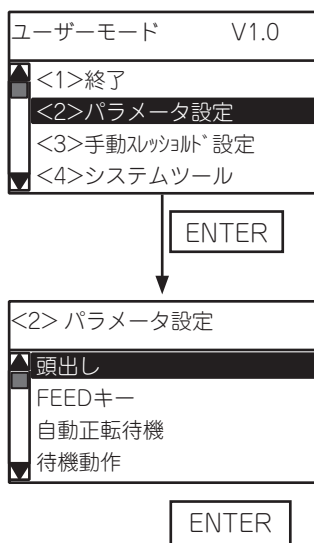 ユーザーモード V1.0
<1>終了
<2>パラメータ設定
<3>手動ｽﾚｯｼｮﾙﾄﾞ設定
<4>システムツール
ENTER
<2> パラメータ設定
頭出し
FEEDキー
自動正転待機
待機動作
ENTER